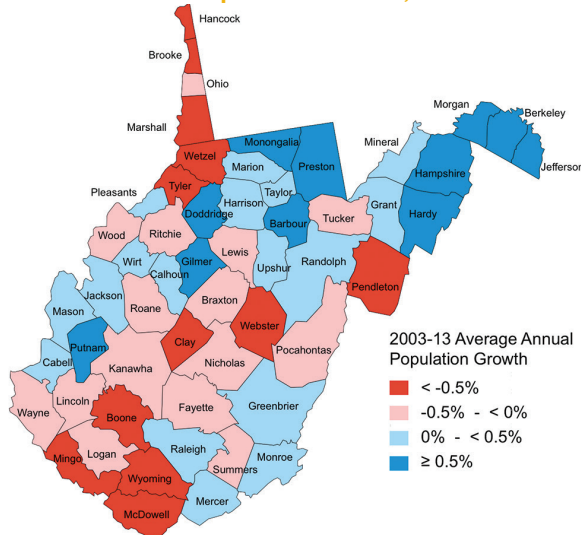 Hancock
Brooke
Ohio
Marshall
Wetzel
Monongalia
Morgan
Berkeley
Jefferson
Mineral
Hampshire
Preston
Marion
Tyler
Taylor
Pleasants
Harrison
Doddridge
Barbour
Grant
Hardy
Tucker
Wood
Ritchie
Lewis
Wirt
Gilmer
Calhoun
Upshur
Randolph
Pendleton
Jackson
Mason
Roane
Braxton
Webster
Putnam
Clay
Pocahontas
Cabell
Kanawha
Nicholas
Lincoln
Wayne
Boone
Fayette
Greenbrier
Logan
Raleigh
Mingo
Summers
Monroe
Wyoming
Mercer
McDowell
2003-13 Average Annual
Population Growth
< -0.5%
-0.5% - < 0%
0% - < 0.5%
≥ 0.5%